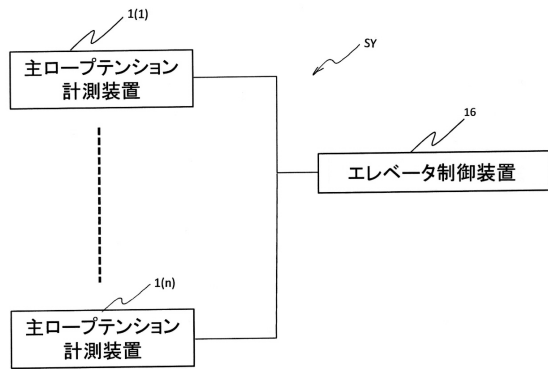 1(1)
主ロープテンション
計測装置
SY
16
エレベータ制御装置
1(n)
主ロープテンション
計測装置